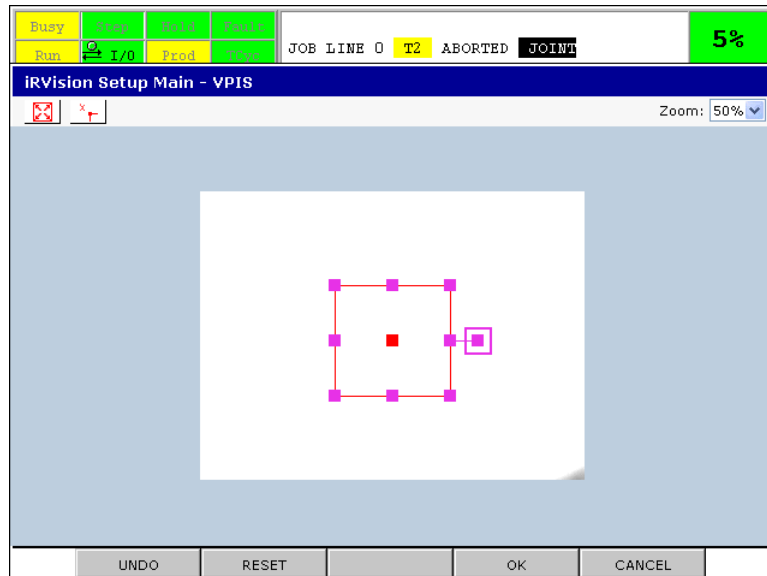 Busy Step Hold Fault
Run I/O Prod TCyc
JOB LINE 0 T2 ABORTED JOINT
5%
iRVision Setup Main - VPIS
X
Zoom: 50%
UNDO RESET OK CANCEL